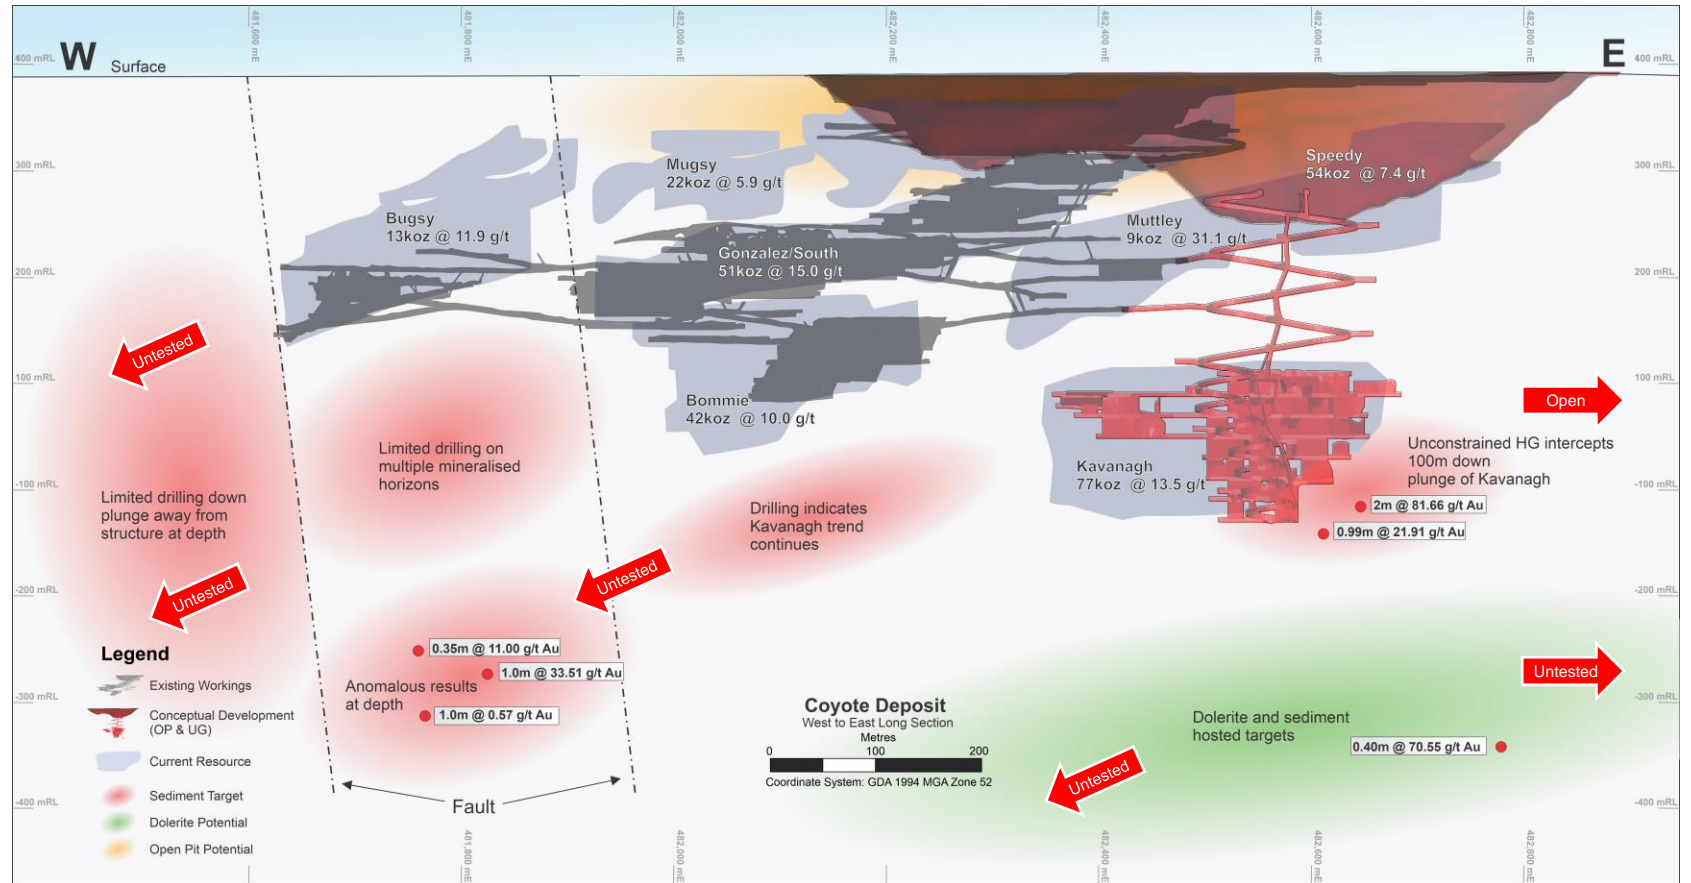 481,600 mE
481,800 mE
482,000 mE
482,200 mE
482,400 mE
482,600 mE
482,800 mE
W
E
Surface
400 mRL
400 mRL
300 mRL
300 mRL
200 mRL
200 mRL
100 mRL
100 mRL
-100 mRL
-100 mRL
-200 mRL
-200 mRL
-300 mRL
-300 mRL
-400 mRL
-400 mRL
Mugsy
22koz @ 5.9 g/t
Speedy
54koz @ 7.4 g/t
Bugsy
13koz @ 11.9 g/t
Muttley
9koz @ 31.1 g/t
Gonzalez/South
51koz @ 15.0 g/t
Untested
Bommie
42koz @ 10.0 g/t
Open
Limited drilling on
multiple mineralised
horizons
Unconstrained HG intercepts
100m down
plunge of Kavanagh
Kavanagh
77koz @ 13.5 g/t
Limited drilling down
plunge away from
structure at depth
2m @ 81.66 g/t Au
0.99m @ 21.91 g/t Au
Drilling indicates
Kavanagh trend
continues
Untested
Untested
0.35m @ 11.00 g/t Au
1.0m @ 33.51 g/t Au
Anomalous results
at depth
1.0m @ 0.57 g/t Au
Untested
Dolerite and sediment
hosted targets
0.40m @ 70.55 g/t Au
Untested
Legend
Existing Workings
Conceptual Development
(OP & UG)
Current Resource
Sediment Target
Dolerite Potential
Open Pit Potential
Fault
Coyote Deposit
West to East Long Section
Metres
0 100 200
Coordinate System: GDA 1994 MGA Zone 52
481,800 mE
482,000 mE
482,400 mE
482,600 mE
482,800 mE